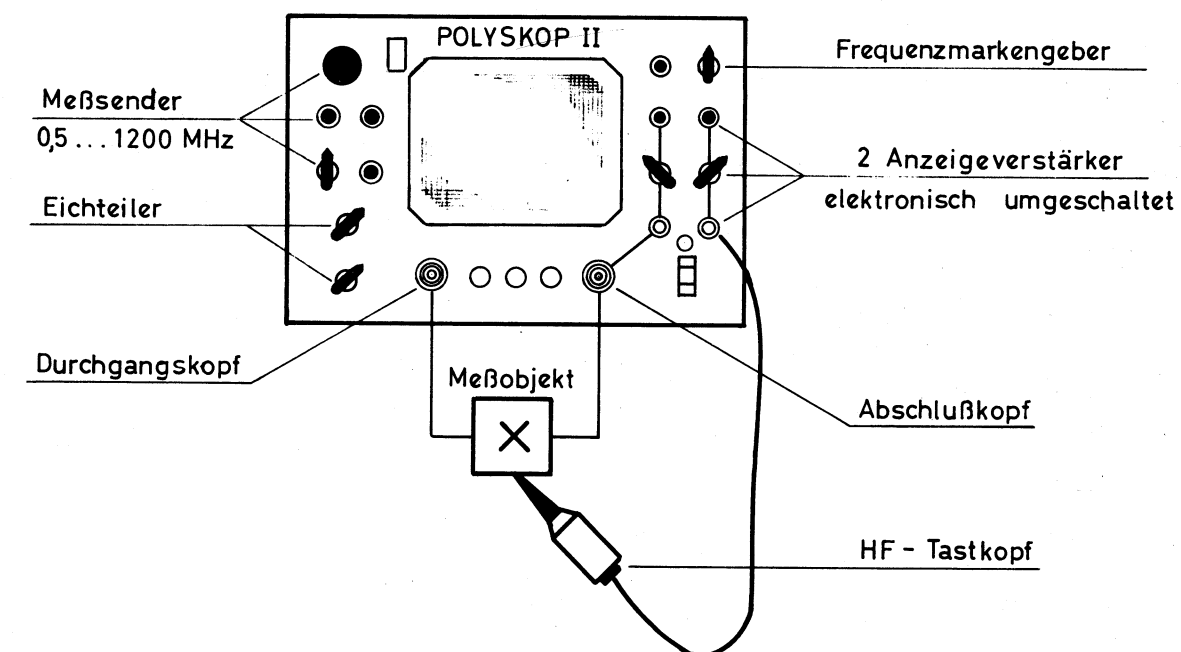 POLYSKOP II
Frequenzmarkengeber
Meßsender
0,5 ... 1200 MHz
2 Anzeigeverstärker
elektronisch umgeschaltet
Eichteiler
Durchgangskopf
Meßobjekt
Abschlußkopf
HF - Tastkopf